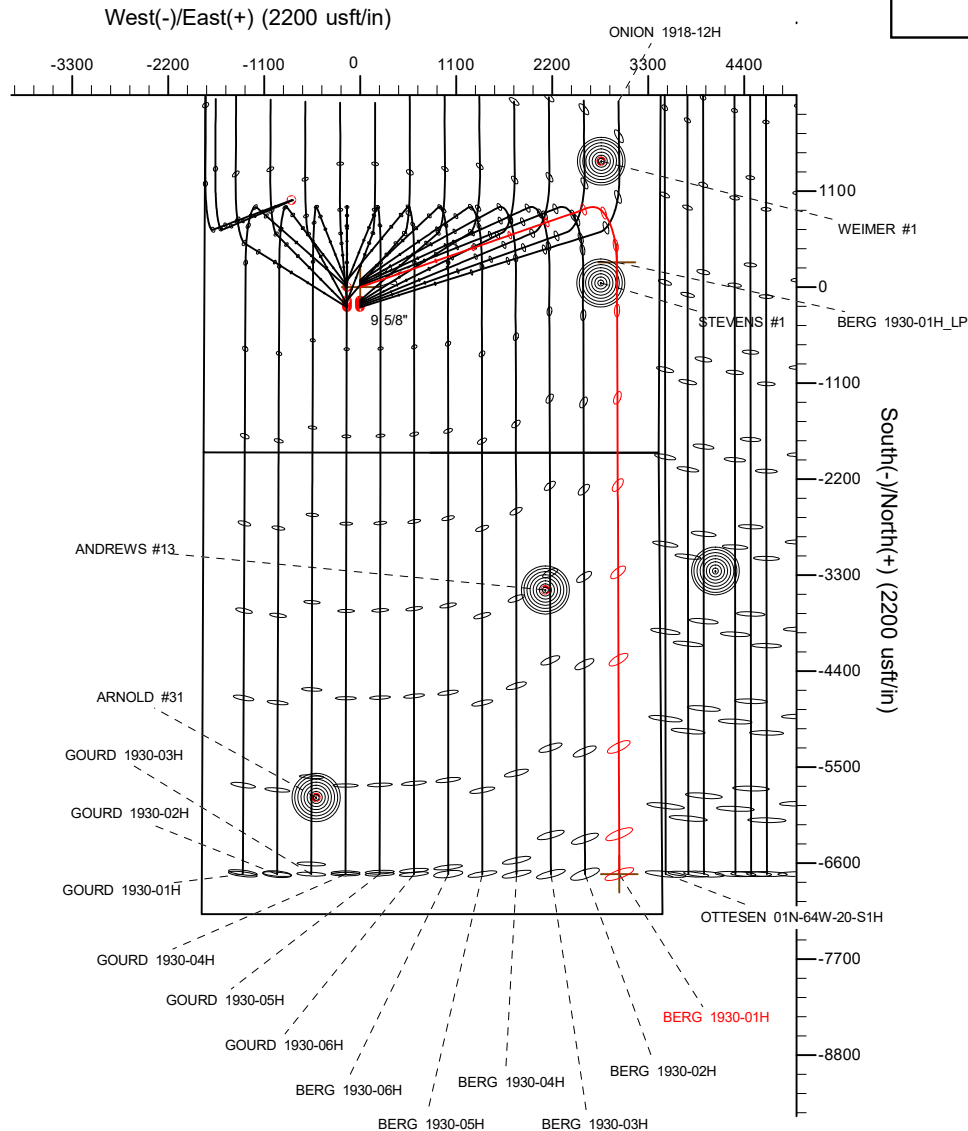 West(-)/East(+) (2200 usft/in)
ONION 1918-12H
-3300 -2200 -1100 0 1100 2200 3300 4400
1100
WEIMER #1
0
9 5/8"
STEVENS #1
BERG 1930-01H_LP
-1100
South(-)/North(+) (2200 usft/in)
-2200
ANDREWS #13
-3300
-4400
ARNOLD #31
GOURD 1930-03H
-5500
GOURD 1930-02H
-6600
GOURD 1930-01H
OTTESEN 01N-64W-20-S1H
GOURD 1930-04H
-7700
GOURD 1930-05H
BERG 1930-01H
GOURD 1930-06H
-8800
BERG 1930-02H
BERG 1930-04H
BERG 1930-06H
BERG 1930-05H
BERG 1930-03H